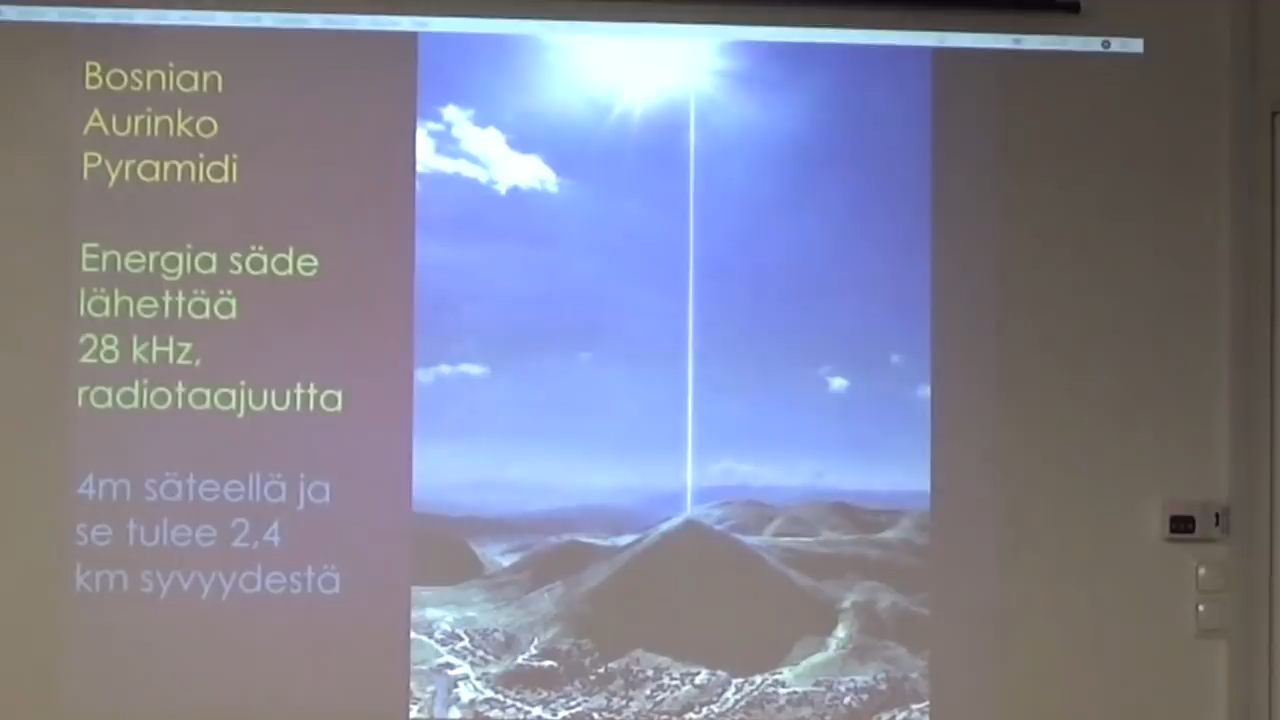 Bosnian
Aurinko
Pyramidi
Energia säde
lähettää
28 kHz,
radiotaajuutta
4m säteellä ja
se tulee 2,4
km syvyydestä